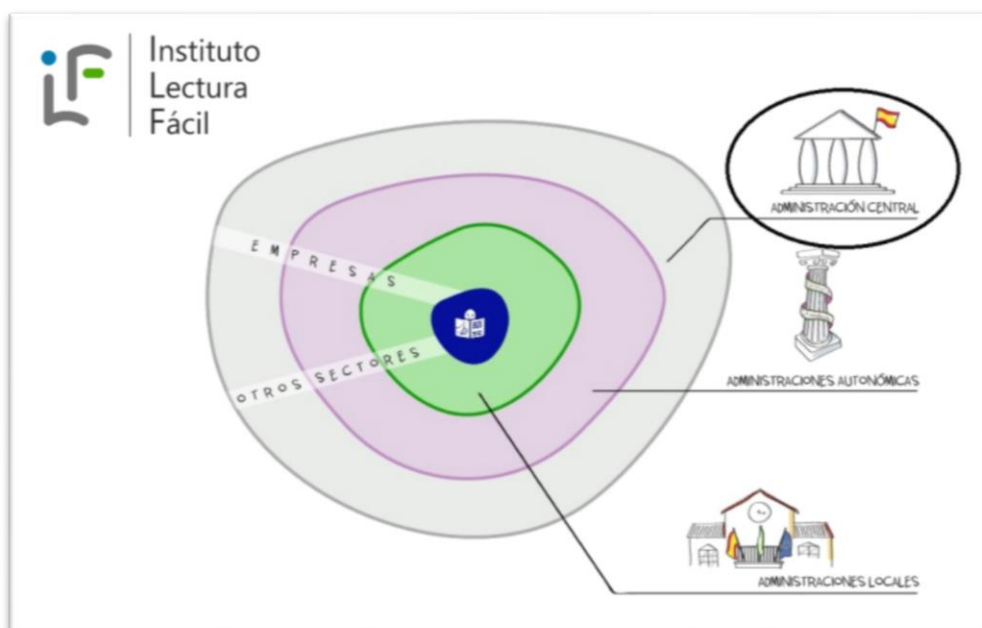 Instituto
Lectura
Fácil
ADMINISTRACIÓN CENTRAL
EMPRESAS
OTROS SECTORES
ADMINISTRACIONES AUTONÓMICAS
ADMINISTRACIONES LOCALES